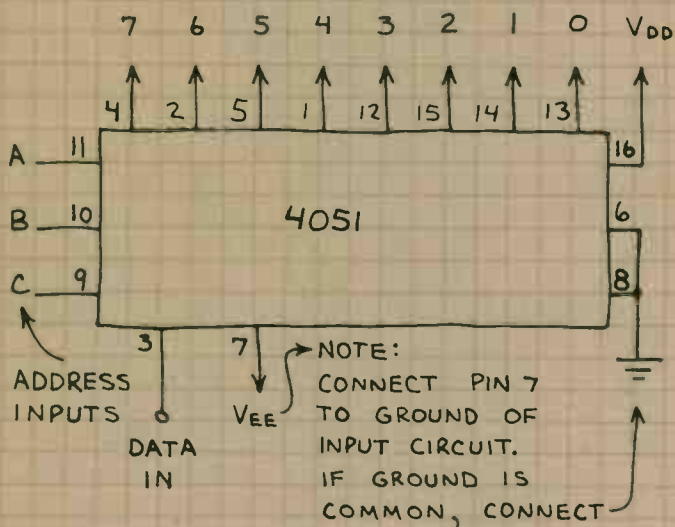 7 6 5 4 3 2 1 0 VDD
4 2 5 1 12 15 14 13
A 11 16
B 10 4051 6
C 9 8
3 7 NOTE:
ADDRESS CONNECT PIN 7
INPUTS VEE TO GROUND OF
DATA INPUT CIRCUIT.
IN IF GROUND IS
COMMON, CONNECT